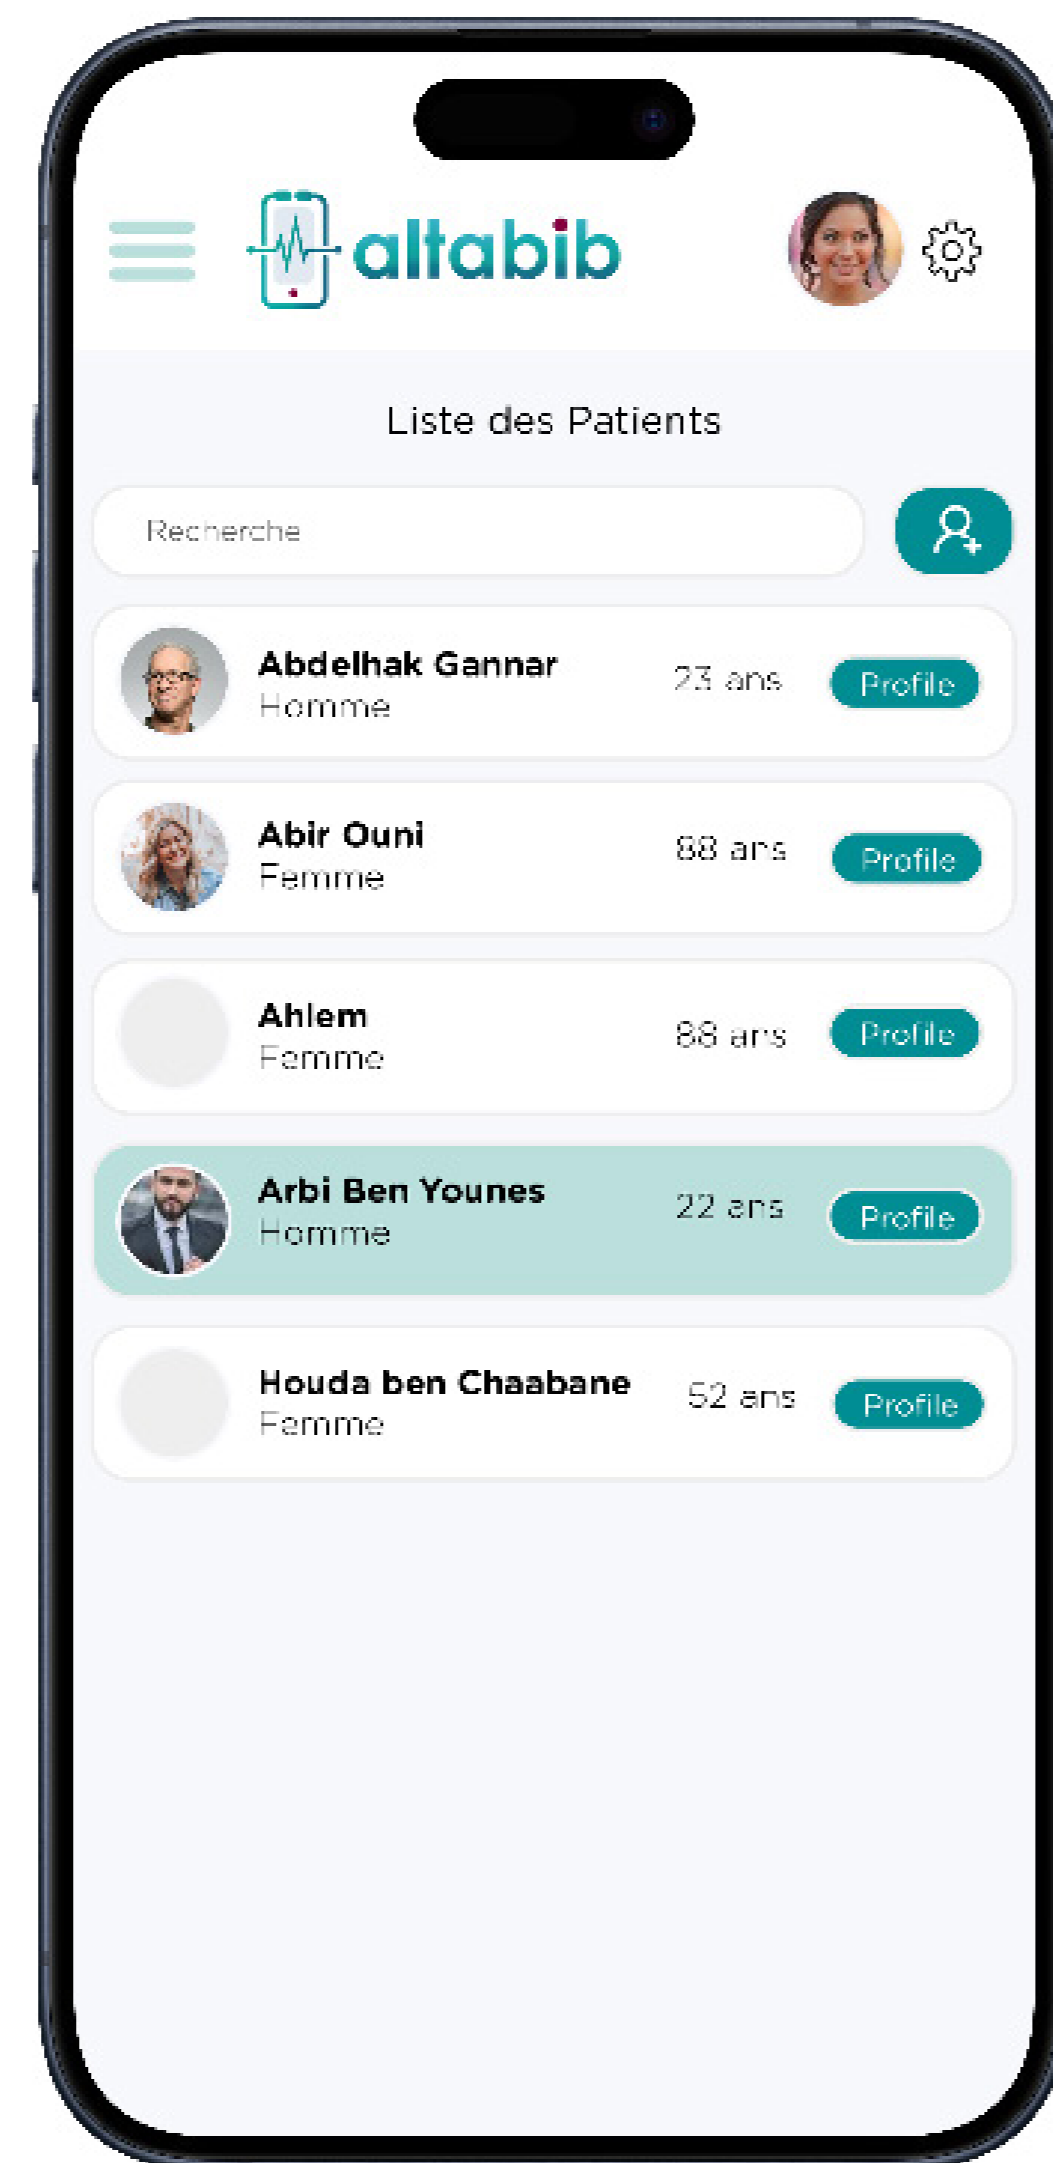 altabib
Liste des Patients
Recherche
Abdelhak Gannar
Homme
23 ans
Profile
Abir Ouni
Femme
88 ans
Profile
Ahlem
Femme
88 ans
Profile
Arbi Ben Younes
Homme
22 ans
Profile
Houda ben Chaabane
Femme
52 ans
Profile